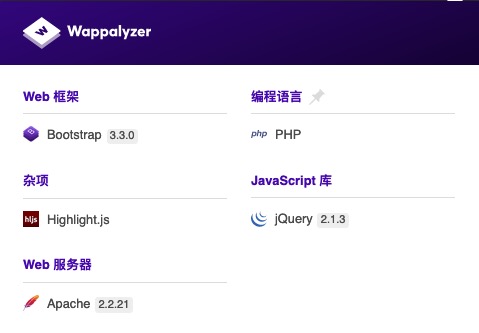 Wappalyzer
Web 框架
Bootstrap 3.3.0
杂项
Highlight.js
Web 服务器
Apache 2.2.21
编程语言
php PHP
JavaScript 库
jQuery 2.1.3